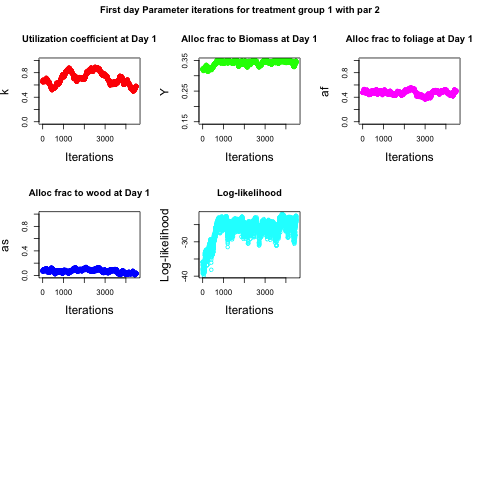 First day Parameter iterations for treatment group 1 with par 2
Utilization coefficient at Day 1
k
0.0 0.4 0.8
0 1000 3000
Iterations
Alloc frac to Biomass at Day 1
Y
0.15 0.25 0.35
0 1000 3000
Iterations
Alloc frac to foliage at Day 1
af
0.0 0.4 0.8
0 1000 3000
Iterations
Alloc frac to wood at Day 1
as
0.0 0.4 0.8
0 1000 3000
Iterations
Log-likelihood
Log-likelihood
-40 -30
0 1000 3000
Iterations